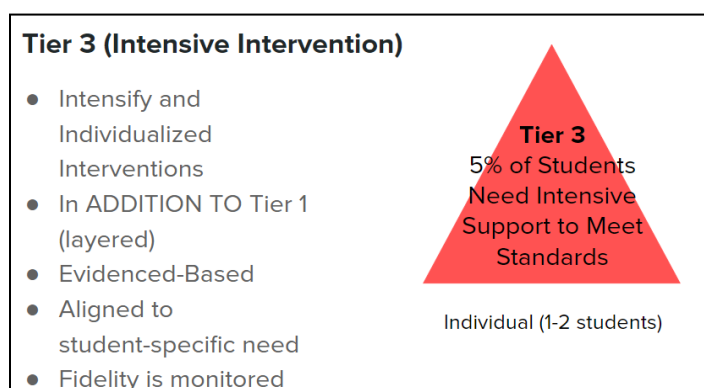 Tier 3 (Intensive Intervention)
● Intensify and
Individualized
Interventions
● In ADDITION TO Tier 1
(layered)
● Evidenced-Based
● Aligned to
student-specific need
● Fidelity is monitored
Tier 3
5% of Students
Need Intensive
Support to Meet
Standards
Individual (1-2 students)